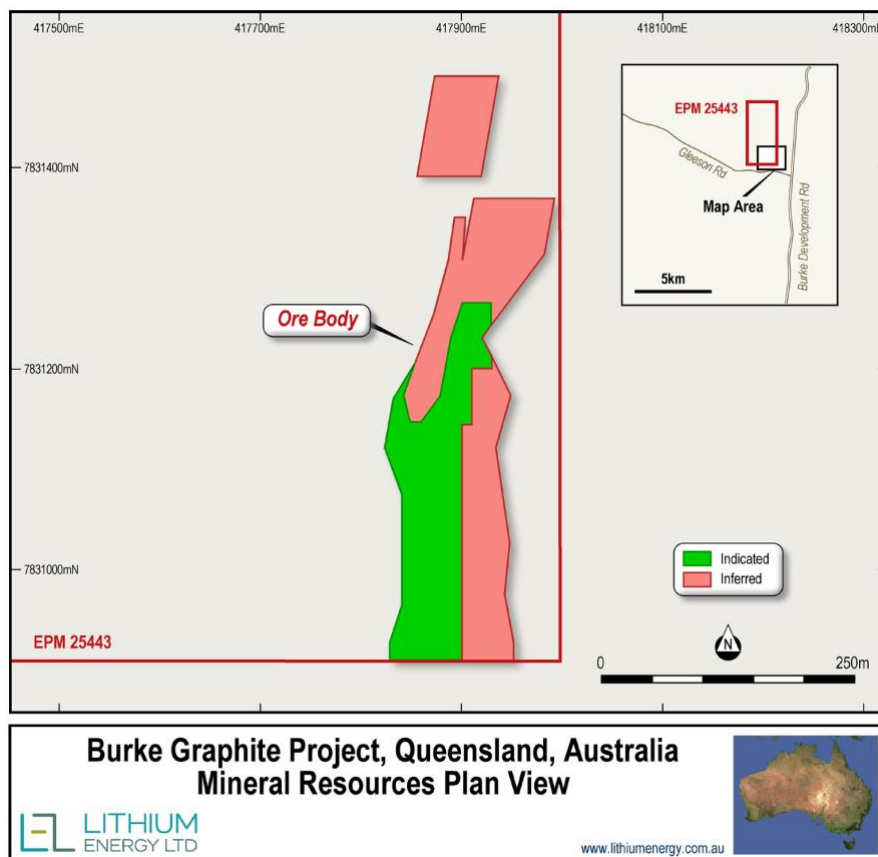 417500mE 417700mE 417900mE 418100mE 418300mE
7831400mN
7831200mN
7831000mN
EPM 25443
Gleeson Rd
Burke Development Rd
Map Area
5km
Ore Body
Indicated
Inferred
N
EPM 25443
0 250m
Burke Graphite Project, Queensland, Australia
Mineral Resources Plan View
LITHIUM
ENERGY LTD
www.lithiumenergy.com.au